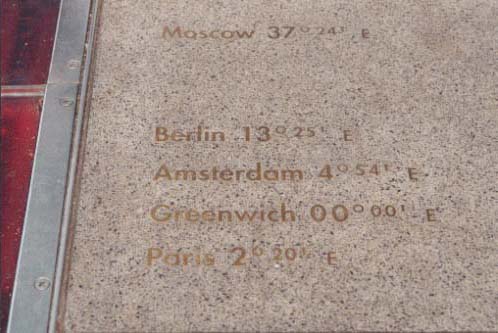 Moscow 37° 24' E
Berlin 13° 25' E
Amsterdam 4° 54' E
Greenwich 00° 00' E
Paris 2° 20' E